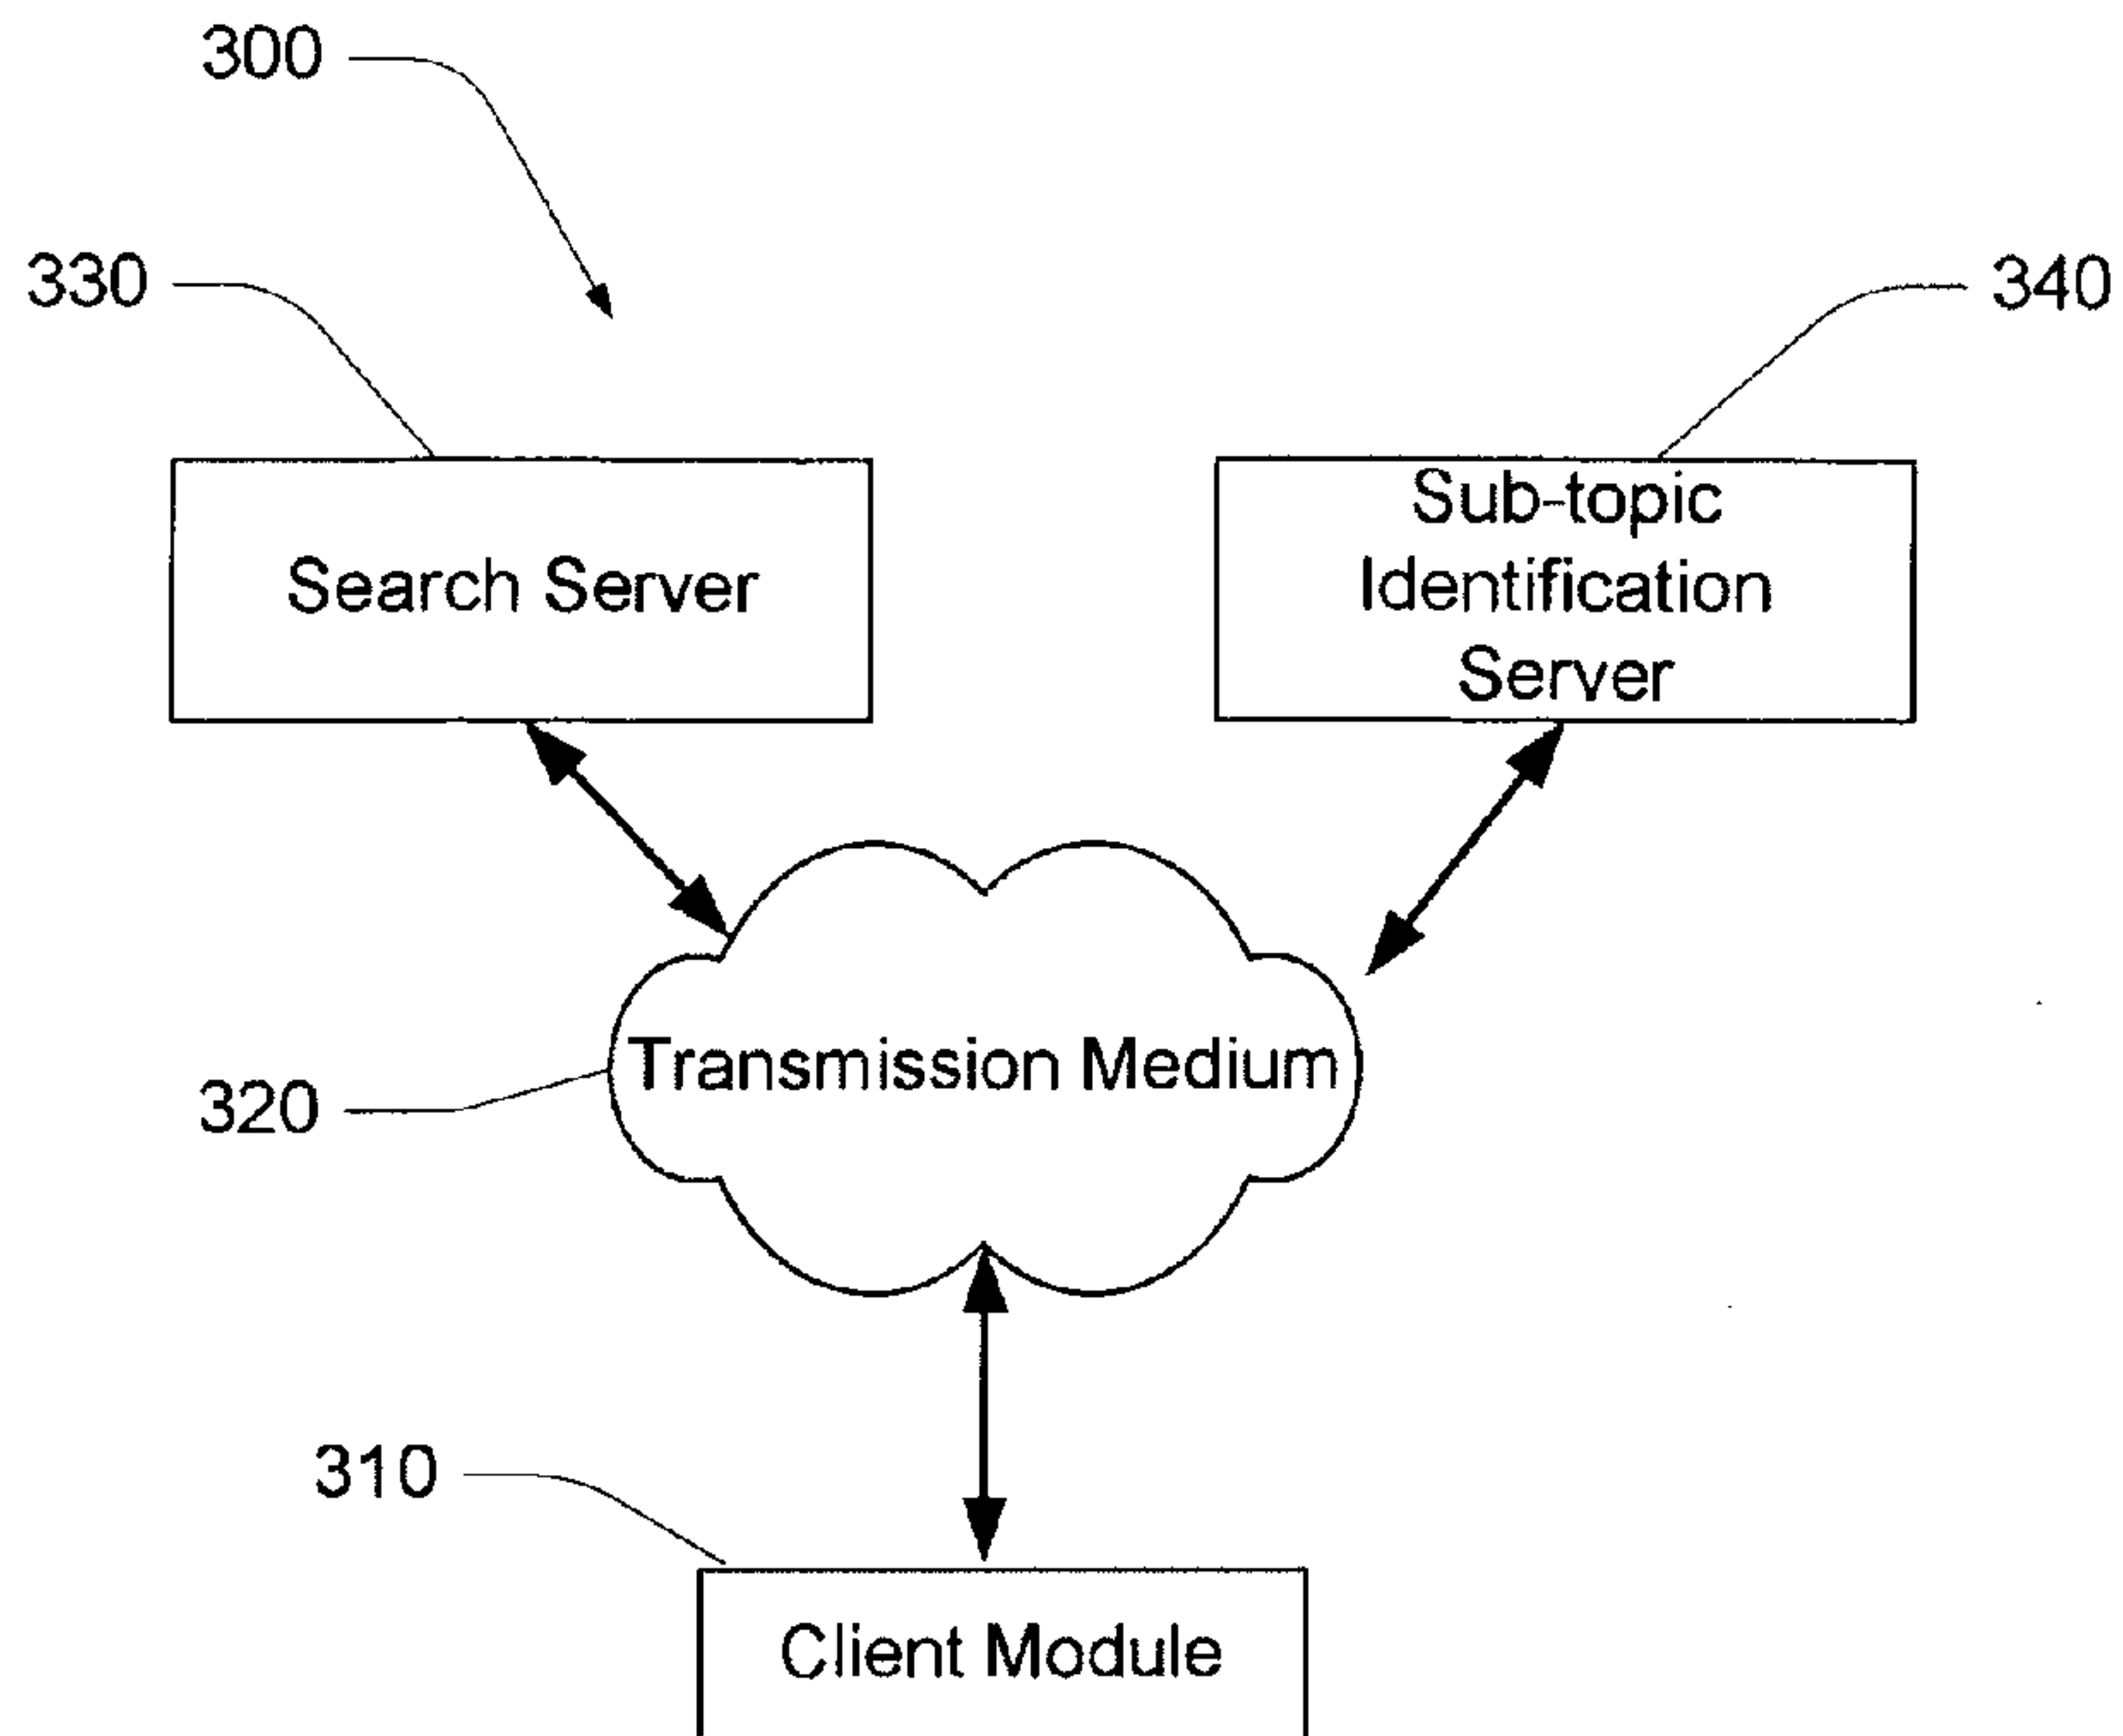 300
330
340
Search Server
Sub-topic
Identification
Server
Transmission Medium
320
310
Client Module